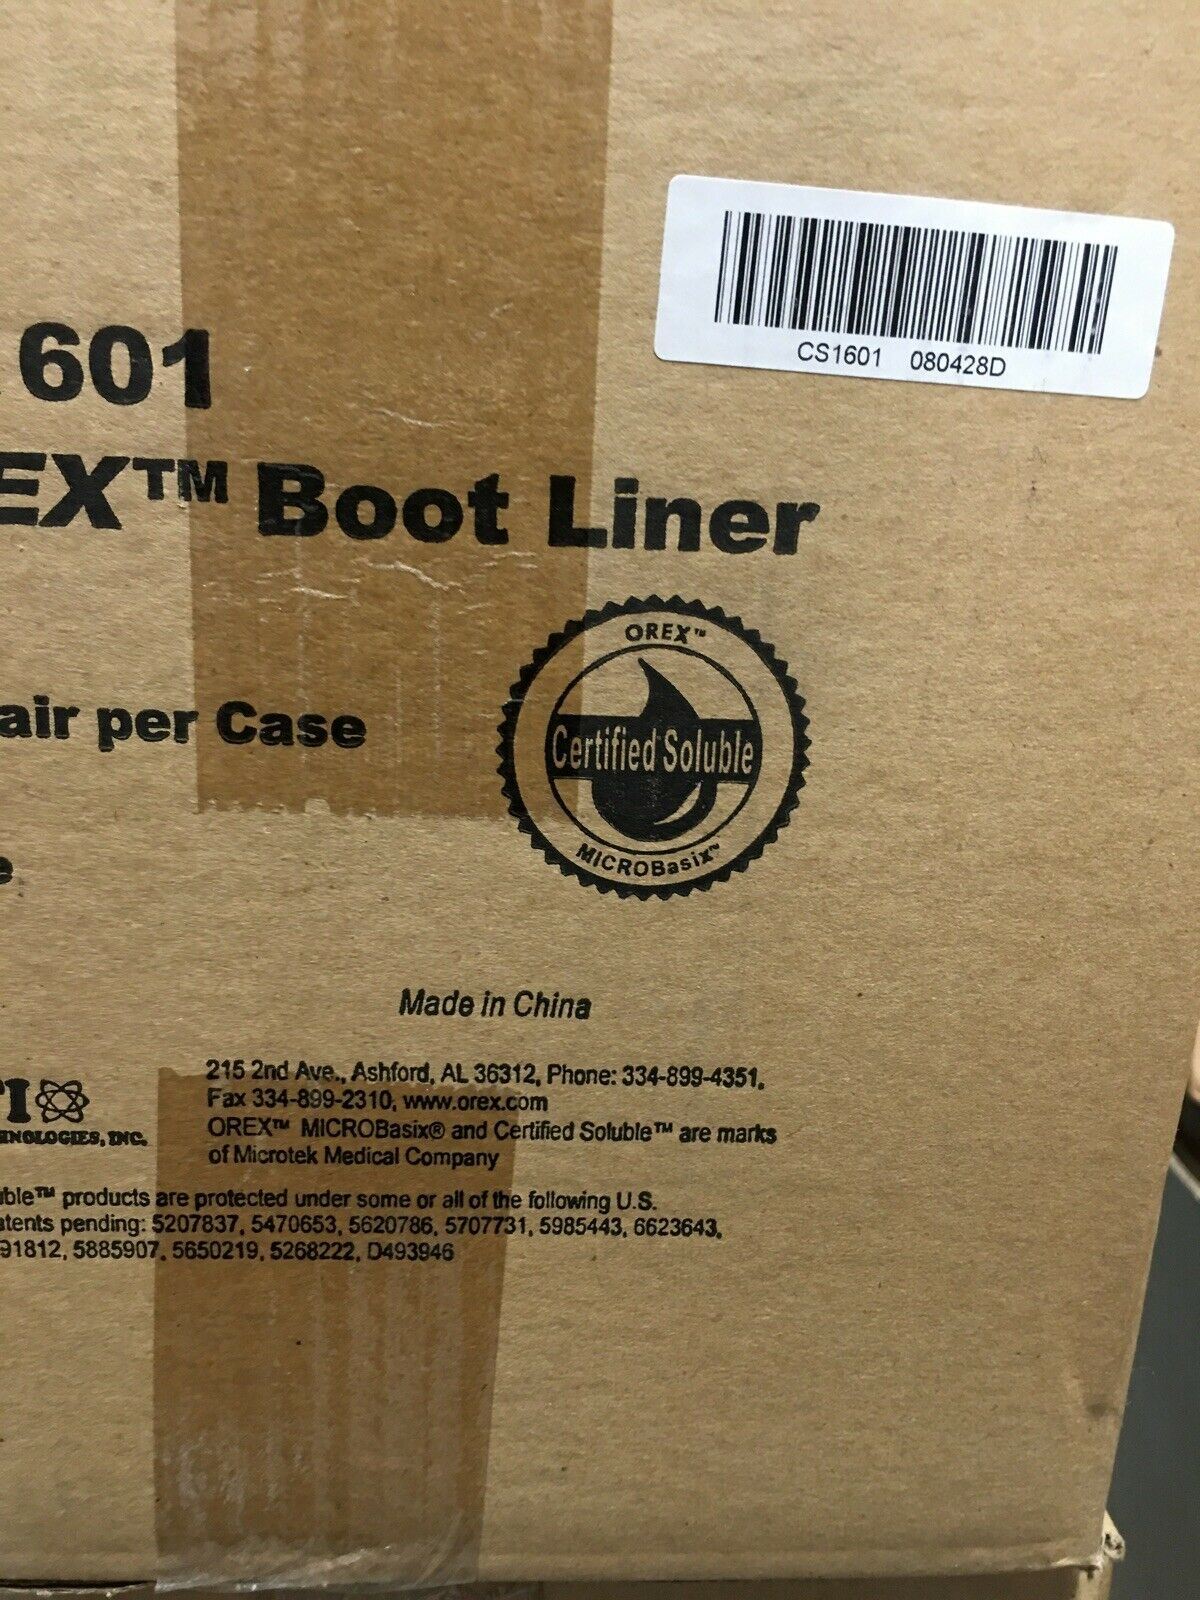 CS1601 080428D
601
EX™ Boot Liner
OREX™
Certified Soluble
MICROBasix™
air per Case
e
Made in China
TI
HNOLOGIES, INC.
215 2nd Ave., Ashford, AL 36312, Phone: 334-899-4351,
Fax 334-899-2310, www.orex.com
OREX™ MICROBasix® and Certified Soluble™ are marks
of Microtek Medical Company
uble™ products are protected under some or all of the following U.S.
atents pending: 5207837, 5470653, 5620786, 5707731, 5985443, 6623643,
91812, 5885907, 5650219, 5268222, D493946